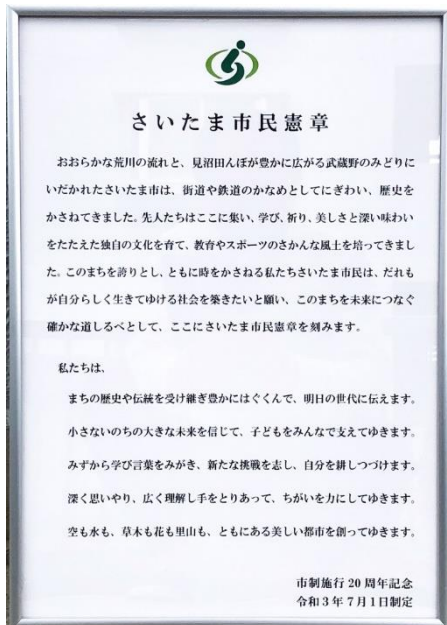 さいたま市民憲章
おおらかな荒川の流れと、見沼田んぼが豊かに広がる武蔵野のみどりに
いだかれたさいたま市は、街道や鉄道のかなめとしてにぎわい、歴史を
かさねてきました。先人たちはここに集い、学び、祈り、美しさと深い味わい
をたたえた独自の文化を育て、教育やスポーツのさかんな風土を培ってきまし
た。このまちを誇りとし、ともに時をかさねる私たちさいたま市民は、だれも
が自分らしく生きてゆける社会を築きたいと願い、このまちを未来につなぐ
確かな道しるべとして、ここにさいたま市民憲章を刻みます。
私たちは、
まちの歴史や伝統を受け継ぎ豊かにはぐくんで、明日の世代に伝えます。
小さないのちの大きな未来を信じて、子どもをみんなで支えてゆきます。
みずから学び言葉をみがき、新たな挑戦を志し、自分を耕しつづけます。
深く思いやり、広く理解し手をとりあって、ちがいを力にしてゆきます。
空も水も、草木も花も里山も、ともにある美しい都市を創ってゆきます。
市制施行20周年記念
令和3年7月1日制定